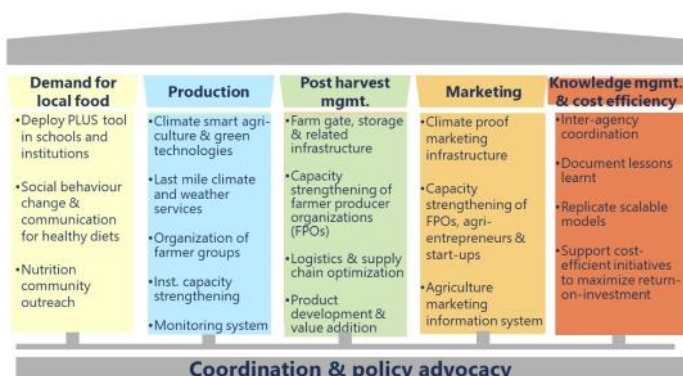 Demand for
local food
•Deploy PLUS tool
in schools and
institutions
•Social behaviour
change &
communication
for healthy diets
•Nutrition
community
outreach
Production
•Climate smart agri-
culture & green
technologies
•Last mile climate
and weather
services
•Organization of
farmer groups
•Inst. capacity
strengthening
•Monitoring system
Post harvest
mgmt.
•Farm gate, storage
& related
infrastructure
•Capacity
strengthening of
farmer producer
organizations
(FPOs)
•Logistics & supply
chain optimization
•Product
development &
value addition
Marketing
•Climate proof
marketing
infrastructure
•Capacity
strengthening
of FPOs, agri-
entrepreneurs &
start-ups
•Agriculture
marketing
information system
Knowledge mgmt.
& cost efficiency
•Inter-agency
coordination
•Document lessons
learnt
•Replicate scalable
models
•Support cost-
efficient initiatives
to maximize return-
on-investment
Coordination & policy advocacy